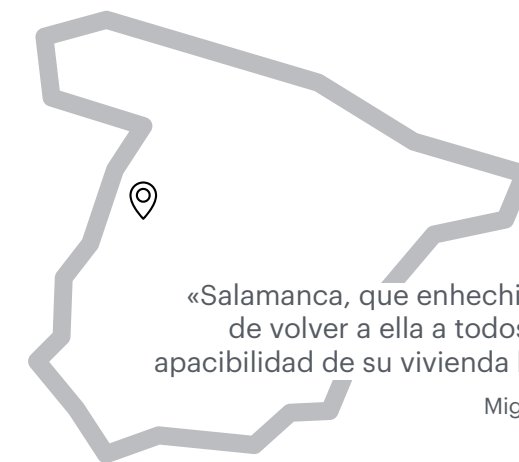 «Salamanca, que enhechi
de volver a ella a todos
apacibilidad de su vivienda
Mig